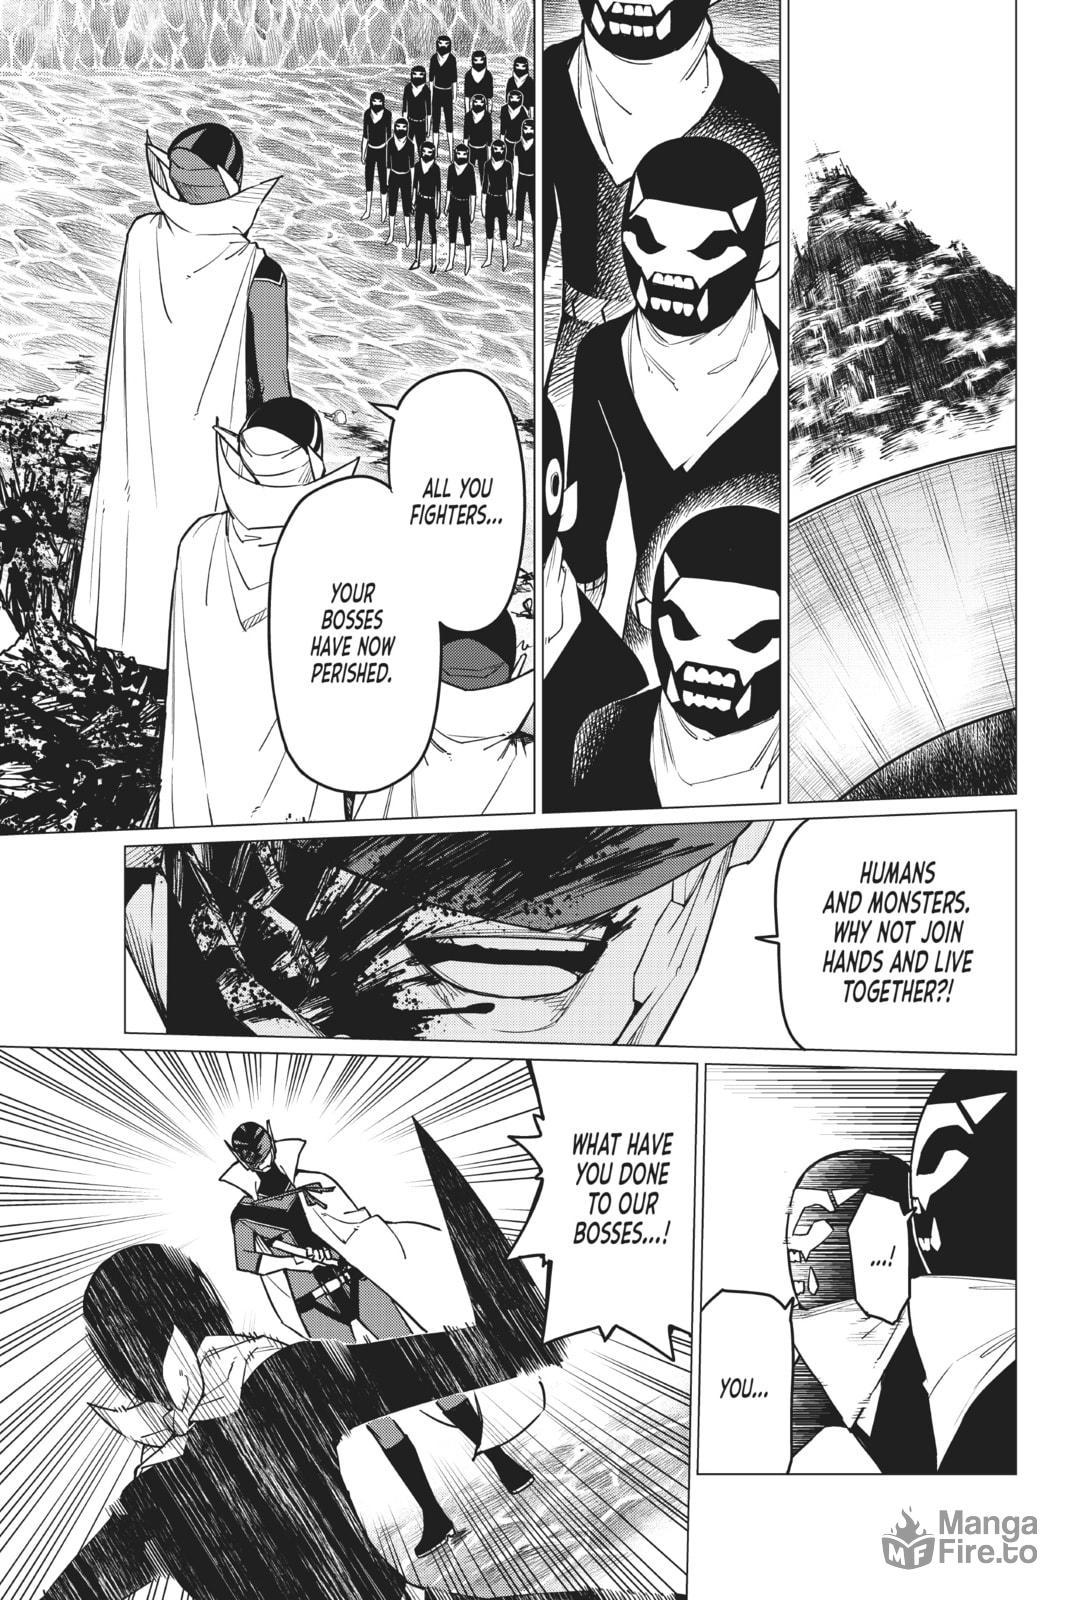 ALL YOU
FIGHTERS...
YOUR
BOSSES
HAVE NOW
PERISHED.
HUMANS
AND MONSTERS.
WHY NOT JOIN
HANDS AND LIVE
TOGETHER?!
...!
YOU...
WHAT HAVE
YOU DONE
TO OUR
BOSSES...!
Manga
MF Fire.to